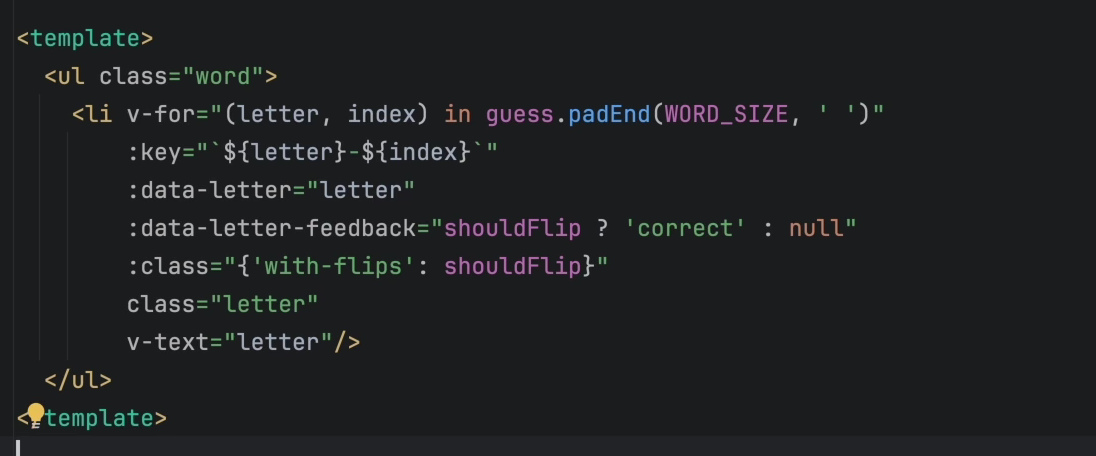 <template>
  <ul class="word">
    <li v-for="(letter, index) in guess.padEnd(WORD_SIZE, ' ')"
        :key="`${letter}-${index}`"
        :data-letter="letter"
        :data-letter-feedback="shouldFlip ? 'correct' : null"
        :class="{'with-flips': shouldFlip}"
        class="letter"
        v-text="letter"/>
  </ul>
</template>